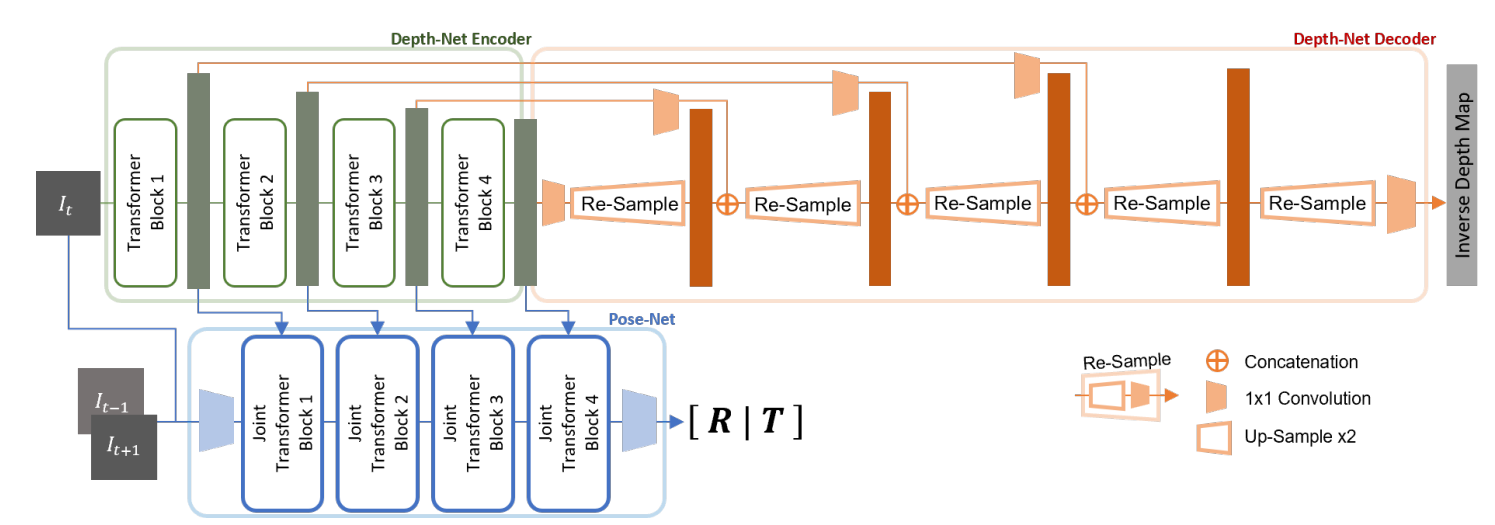 Depth-Net Encoder
Depth-Net Decoder
I_t
Transformer
Block 1
Transformer
Block 2
Transformer
Block 3
Transformer
Block 4
Re-Sample
Re-Sample
Re-Sample
Re-Sample
Re-Sample
Inverse Depth Map
Pose-Net
I_{t-1}
I_{t+1}
Joint
Transformer
Block 1
Joint
Transformer
Block 2
Joint
Transformer
Block 3
Joint
Transformer
Block 4
[ R | T ]
Re-Sample
Concatenation
1x1 Convolution
Up-Sample x2